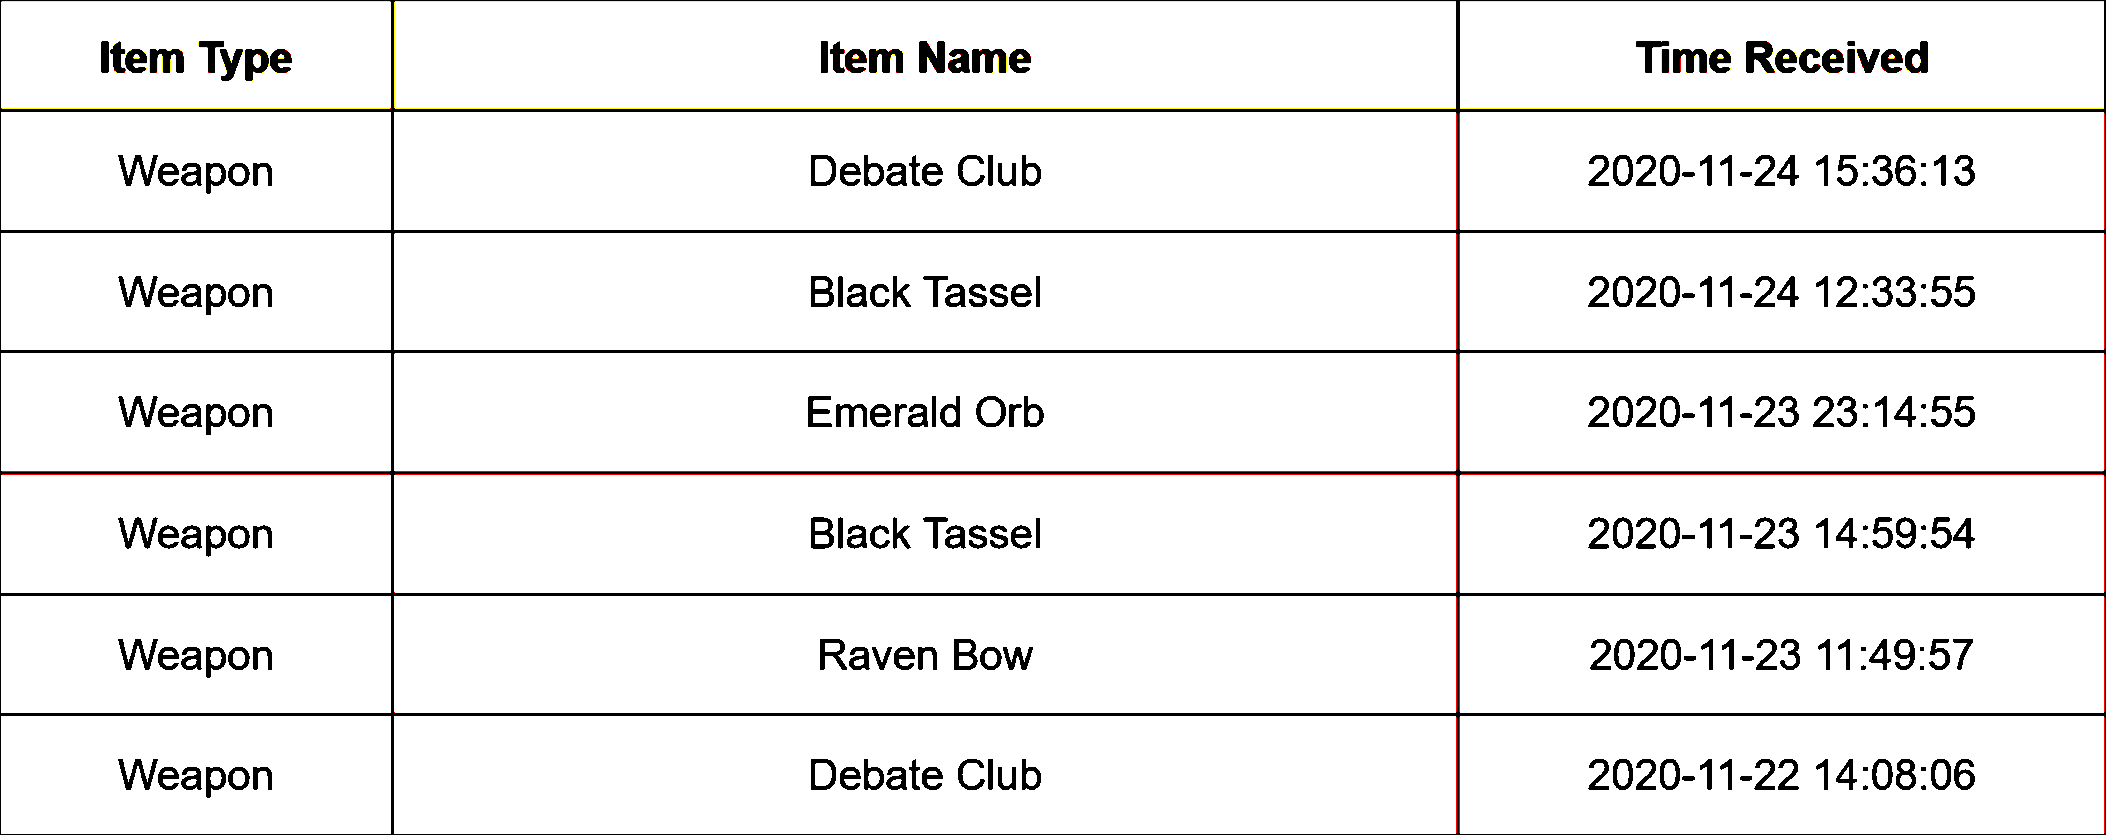 Item Type Item Name Time Received
Weapon Debate Club 2020-11-24 15:36:13
Weapon Black Tassel 2020-11-24 12:33:55
Weapon Emerald Orb 2020-11-23 23:14:55
Weapon Black Tassel 2020-11-23 14:59:54
Weapon Raven Bow 2020-11-23 11:49:57
Weapon Debate Club 2020-11-22 14:08:06